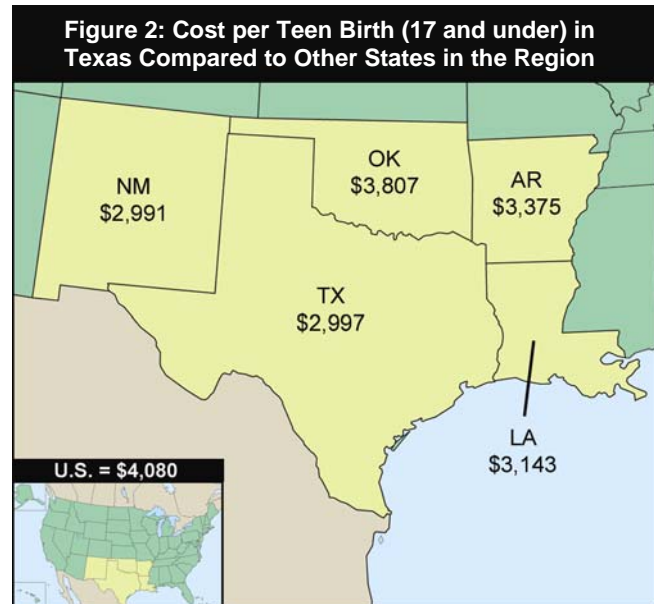 Figure 2: Cost per Teen Birth (17 and under) in
Texas Compared to Other States in the Region
OK
$3,807
AR
$3,375
NM
$2,991
TX
$2,997
LA
$3,143
U.S. = $4,080